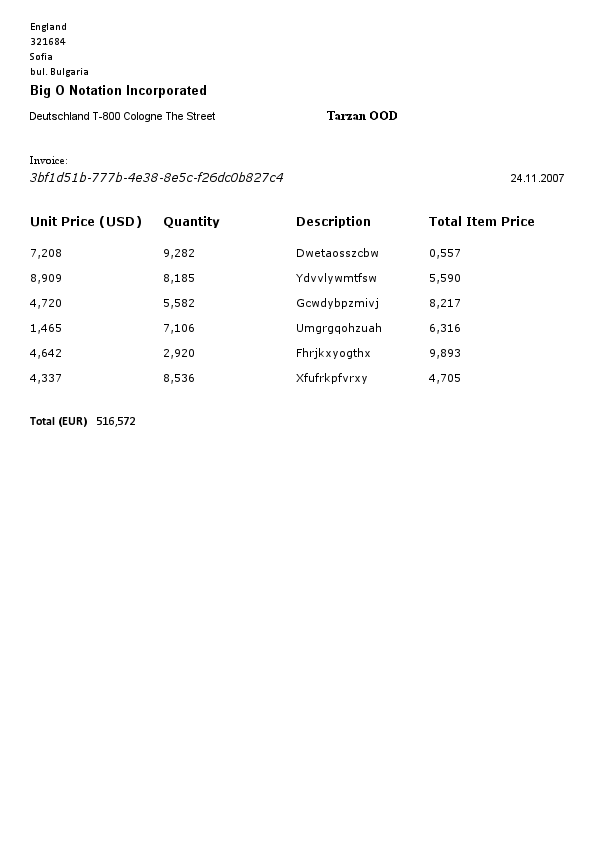 England
321684
Sofia
bul. Bulgaria
Big O Notation Incorporated
Deutschland T-800 Cologne The Street Tarzan OOD
Invoice:
3bf1d51b-777b-4e38-8e5c-f26dc0b827c4 24.11.2007
Unit Price (USD) Quantity Description Total Item Price
7,208 9,282 Dwetaosszcbw 0,557
8,909 8,185 Ydvvlywmtfsw 5,590
4,720 5,582 Gcwdybpzmivj 8,217
1,465 7,106 Umgrgqohzuah 6,316
4,642 2,920 Fhrjkxyogthx 9,893
4,337 8,536 Xfufrkpfvrxy 4,705
Total (EUR) 516,572